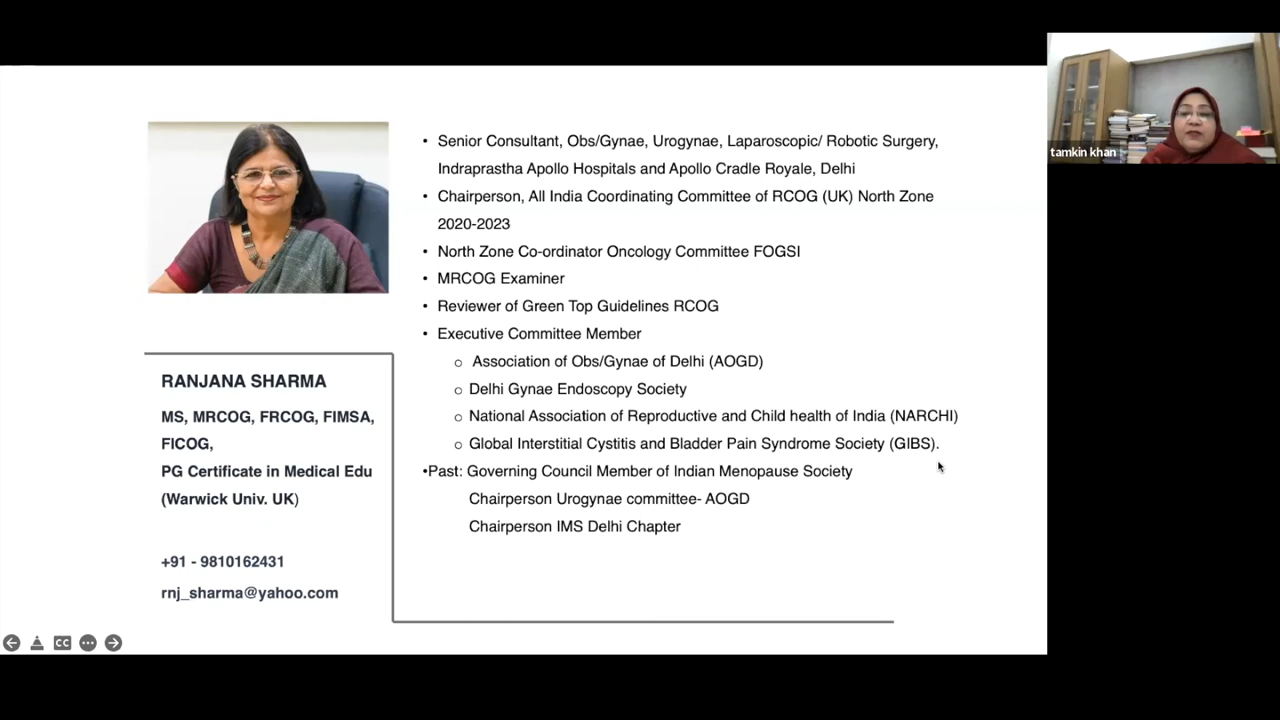 • Senior Consultant, Obs/Gynae, Urogynae, Laparoscopic/ Robotic Surgery,
Indraprastha Apollo Hospitals and Apollo Cradle Royale, Delhi
• Chairperson, All India Coordinating Committee of RCOG (UK) North Zone
2020-2023
• North Zone Co-ordinator Oncology Committee FOGSI
• MRCOG Examiner
• Reviewer of Green Top Guidelines RCOG
• Executive Committee Member
o Association of Obs/Gynae of Delhi (AOGD)
o Delhi Gynae Endoscopy Society
o National Association of Reproductive and Child health of India (NARCHI)
o Global Interstitial Cystitis and Bladder Pain Syndrome Society (GIBS).
•Past: Governing Council Member of Indian Menopause Society
Chairperson Urogynae committee- AOGD
Chairperson IMS Delhi Chapter
RANJANA SHARMA
MS, MRCOG, FRCOG, FIMSA,
FICOG,
PG Certificate in Medical Edu
(Warwick Univ. UK)
+91 - 9810162431
rnj_sharma@yahoo.com
CC
tamkin khan